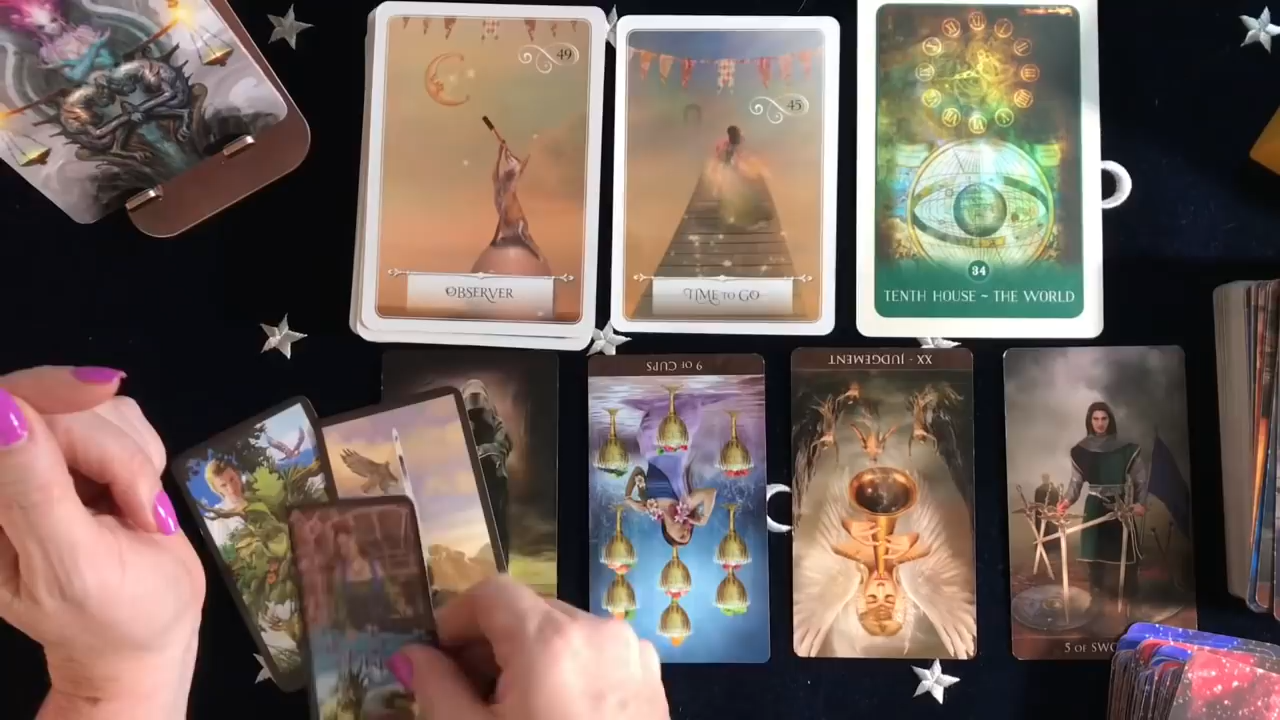 49
OBSERVER
45
TIME TO GO
34
TENTH HOUSE ~ THE WORLD
9 OF CUPS
XX - JUDGEMENT
5 OF SWO